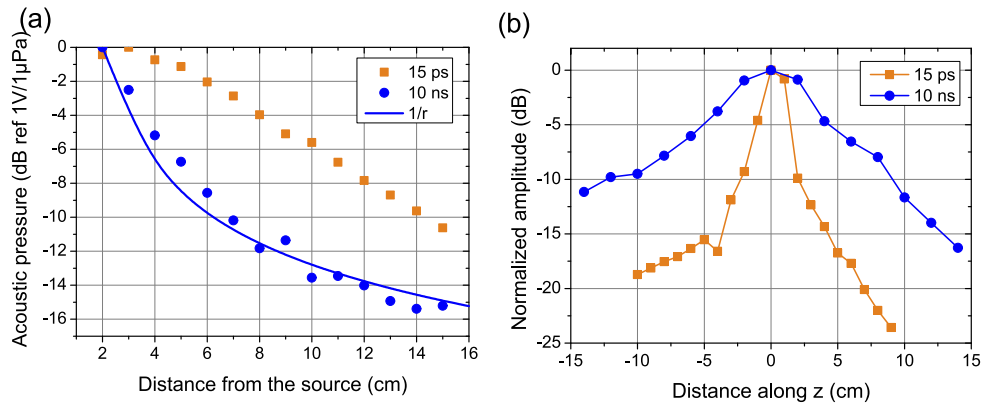 (a)
Acoustic pressure (dB ref 1V/1µPa)
0
-2
-4
-6
-8
-10
-12
-14
-16
2 4 6 8 10 12 14 16
Distance from the source (cm)
15 ps
10 ns
1/r
(b)
Normalized amplitude (dB)
0
-5
-10
-15
-20
-25
-15 -10 -5 0 5 10 15
Distance along z (cm)
15 ps
10 ns